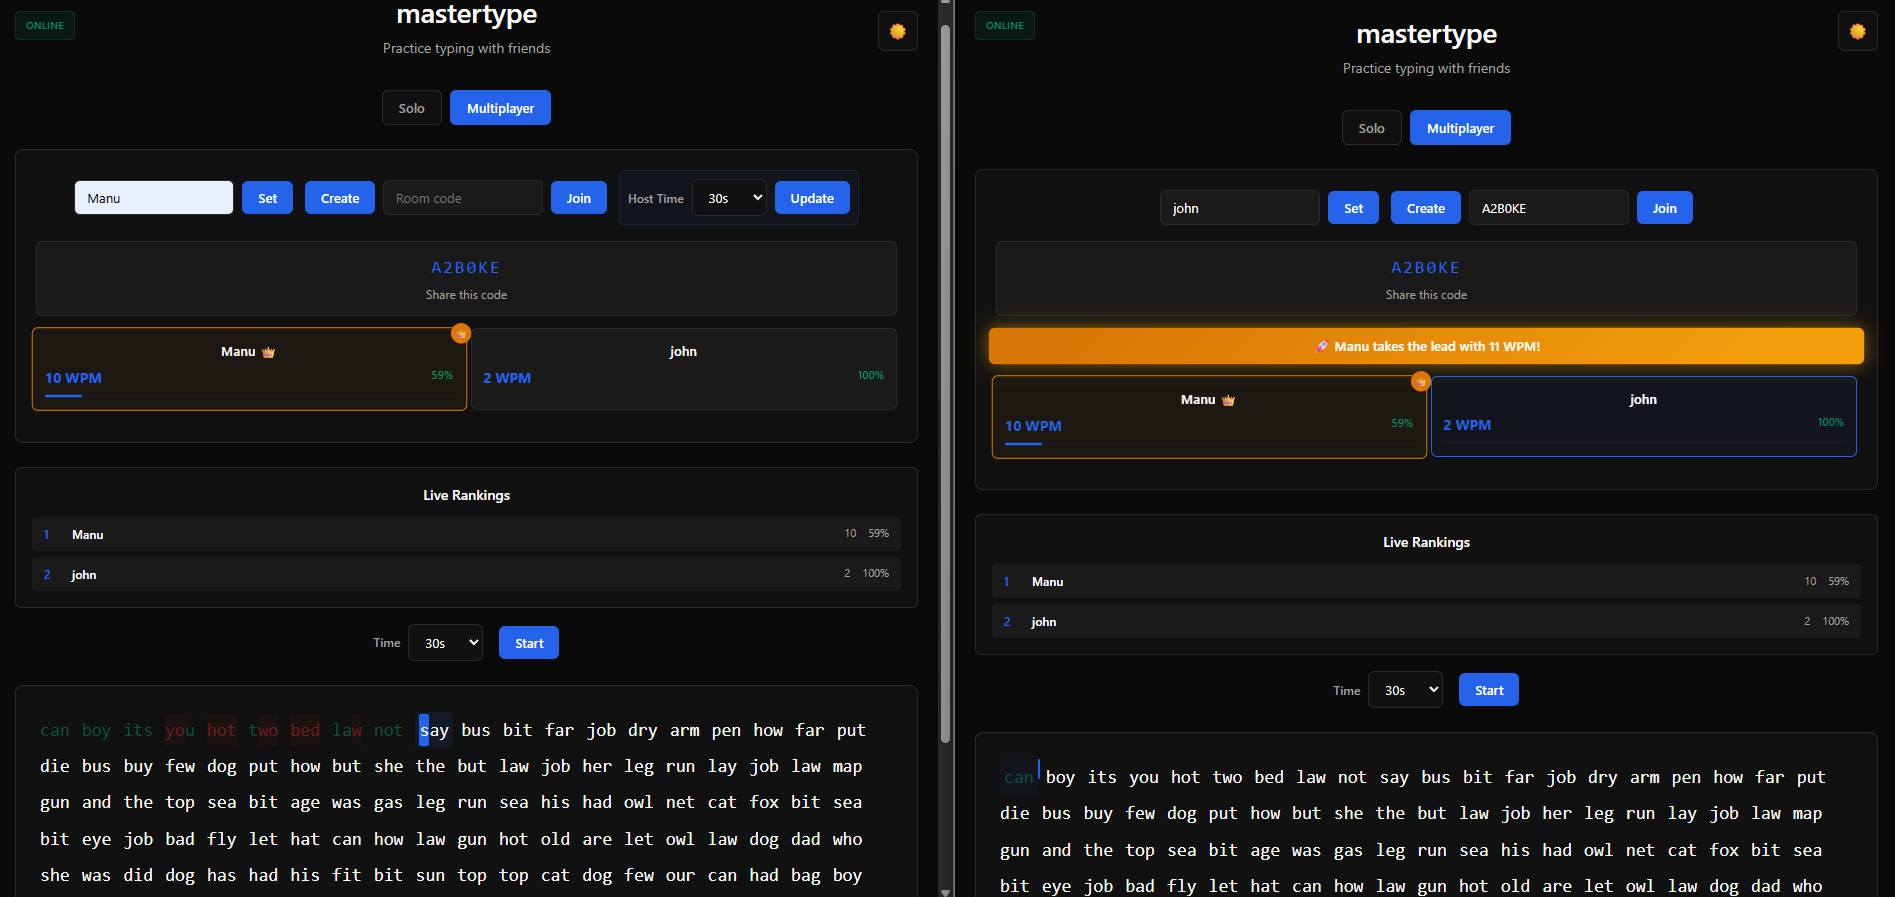 ONLINE
mastertype
Practice typing with friends
Solo Multiplayer
Manu Set Create Room code Join Host Time 30s Update
A2B0KE
Share this code
Manu john
10 WPM 59% 2 WPM 100%
Live Rankings
1 Manu 10 59%
2 john 2 100%
Time 30s Start
can boy its you hot two bed law not say bus bit far job dry arm pen how far put
die bus buy few dog put how but she the but law job her leg run lay job law map
gun and the top sea bit age was gas leg run sea his had owl net cat fox bit sea
bit eye job bad fly let hat can how law gun hot old are let owl law dog dad who
she was did dog has had his fit bit sun top top cat dog few our can had bag boy
ONLINE
mastertype
Practice typing with friends
Solo Multiplayer
john Set Create A2B0KE Join
A2B0KE
Share this code
🚀 Manu takes the lead with 11 WPM!
Manu john
10 WPM 59% 2 WPM 100%
Live Rankings
1 Manu 10 59%
2 john 2 100%
Time 30s Start
can boy its you hot two bed law not say bus bit far job dry arm pen how far put
die bus buy few dog put how but she the but law job her leg run lay job law map
gun and the top sea bit age was gas leg run sea his had owl net cat fox bit sea
bit eye job bad fly let hat can how law gun hot old are let owl law dog dad who